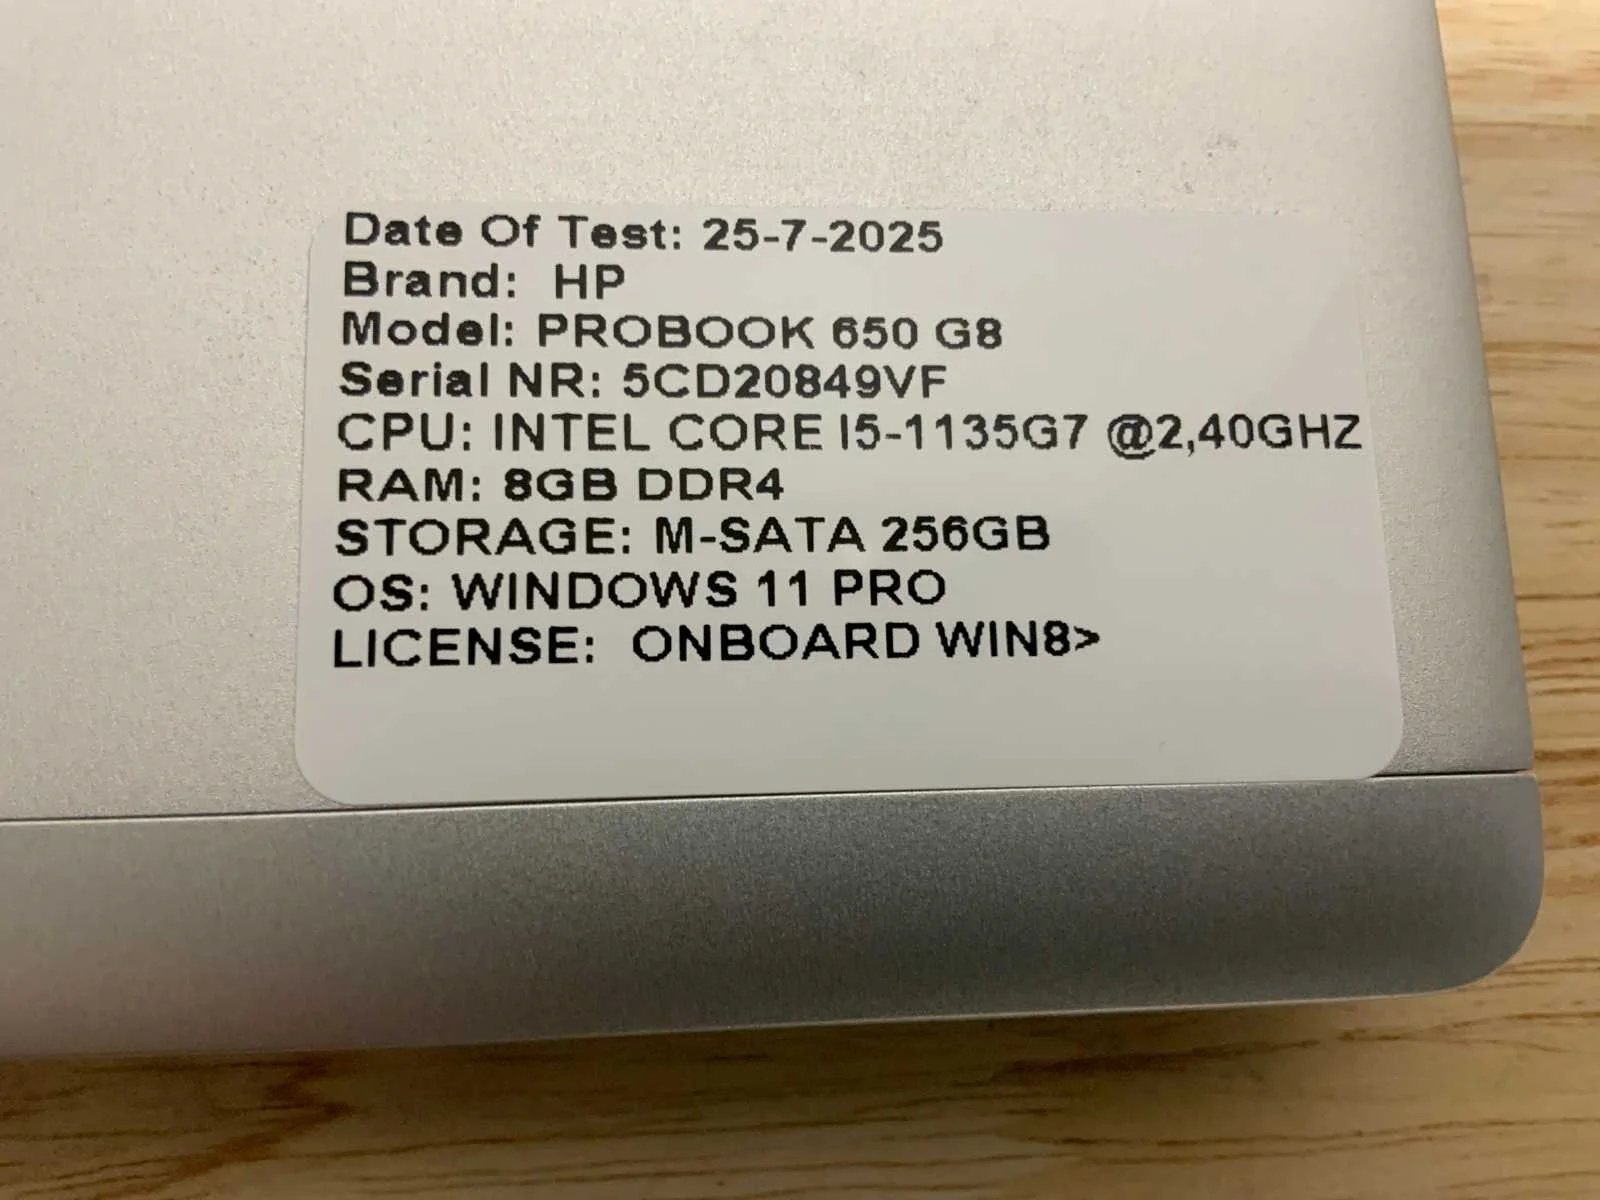 Date Of Test: 25-7-2025
Brand: HP
Model: PROBOOK 650 G8
Serial NR: 5CD20849VF
CPU: INTEL CORE I5-1135G7 @2,40GHZ
RAM: 8GB DDR4
STORAGE: M-SATA 256GB
OS: WINDOWS 11 PRO
LICENSE: ONBOARD WIN8>